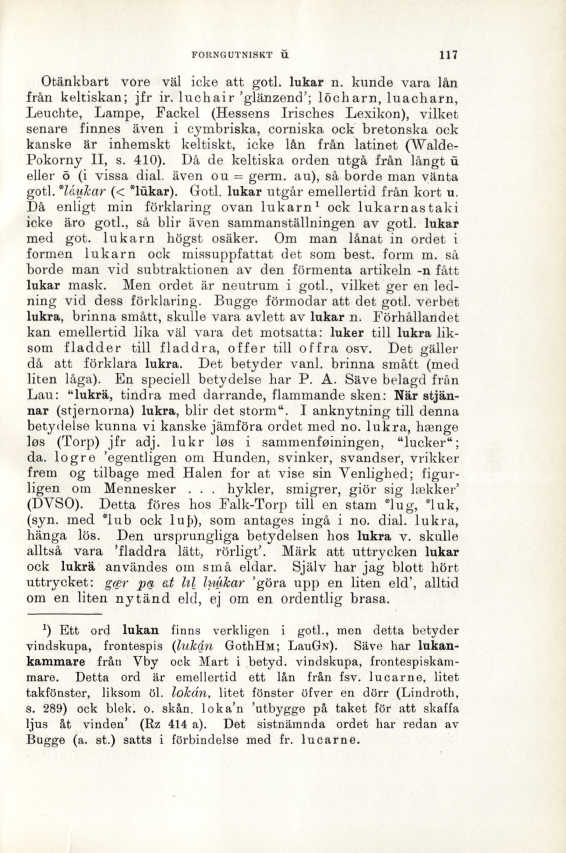 FORNGUTNISKT ŭ 117
Otänkbart vore väl icke att gotl. lukar n. kunde vara lån
från keltiskan; jfr ir. luchair 'glänzend'; lōcharn, luacharn,
Leuchte, Lampe, Fackel (Hessens Irisches Lexikon), vilket
senare finnes även i cymbriska, corniska ock bretonska ock
kanske är inhemskt keltiskt, icke lån från latinet (Walde-
Pokorny II, s. 410). Då de keltiska orden utgå från långt ū
eller ō (i vissa dial. även ou = germ. au), så borde man vänta
gotl. *láukar (< *lūkar). Gotl. lukar utgår emellertid från kort u.
Då enligt min förklaring ovan lukarn¹ ock lukarnastaki
icke äro gotl., så blir även sammanställningen av gotl. lukar
med got. lukarn högst osäker. Om man lånat in ordet i
formen lukarn ock missuppfattat det som best. form m. så
borde man vid subtraktionen av den förmenta artikeln -n fått
lukar mask. Men ordet är neutrum i gotl., vilket ger en led-
ning vid dess förklaring. Bugge förmodar att det gotl. verbet
lukra, brinna smått, skulle vara avlett av lukar n. Förhållandet
kan emellertid lika väl vara det motsatta: luker till lukra lik-
som fladder till fladdra, offer till offra osv. Det gäller
då att förklara lukra. Det betyder vanl. brinna smått (med
liten låga). En speciell betydelse har P. A. Säve belagd från
Lau: “lukrä, tindra med darrande, flammande sken: När stjän-
nar (stjernorna) lukra, blir det storm“. I anknytning till denna
betydelse kunna vi kanske jämföra ordet med no. lukra, hænge
løs (Torp) jfr adj. lukr løs i sammenføiningen, “lucker“;
da. logre 'egentligen om Hunden, svinker, svandser, vrikker
frem og tilbage med Halen for at vise sin Venlighed; figur-
ligen om Mennesker . . . hykler, smigrer, giör sig lækker'
(DVSO). Detta föres hos Falk-Torp till en stam *lug, *luk,
(syn. med *lub ock luþ), som antages ingå i no. dial. lukra,
hänga lös. Den ursprungliga betydelsen hos lukra v. skulle
alltså vara 'fladdra lätt, rörligt'. Märk att uttrycken lukar
ock lukrä användes om små eldar. Själv har jag blott hört
uttrycket: 'göra upp en liten eld', alltid
om en liten nytänd eld, ej om en ordentlig brasa.
¹) Ett ord lukan finns verkligen i gotl., men detta betyder
vindskupa, frontespis (lukán GothHM; LauGN). Säve har lukan-
kammare från Vby ock Mart i betyd. vindskupa, frontespiskam-
mare. Detta ord är emellertid ett lån från fsv. lucarne, litet
takfönster, liksom öl. lokán, litet fönster öfver en dörr (Lindroth,
s. 289) ock blek. o. skån. loka'n 'utbygge på taket för att skaffa
ljus åt vinden' (Rz 414 a). Det sistnämnda ordet har redan av
Bugge (a. st.) satts i förbindelse med fr. lucarne.